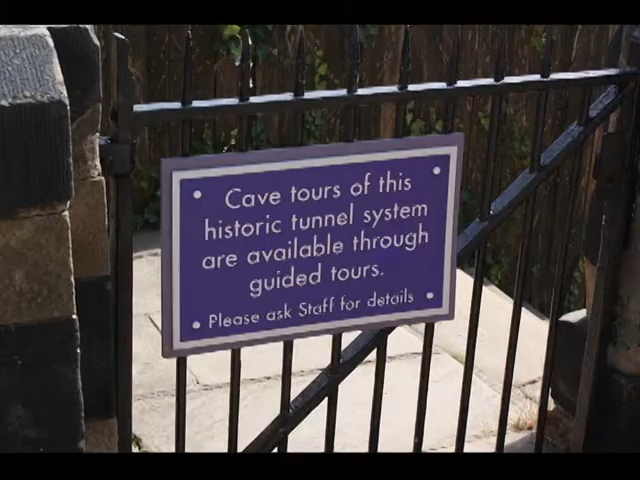 Cave tours of this
historic tunnel system
are available through
guided tours.
Please ask Staff for details